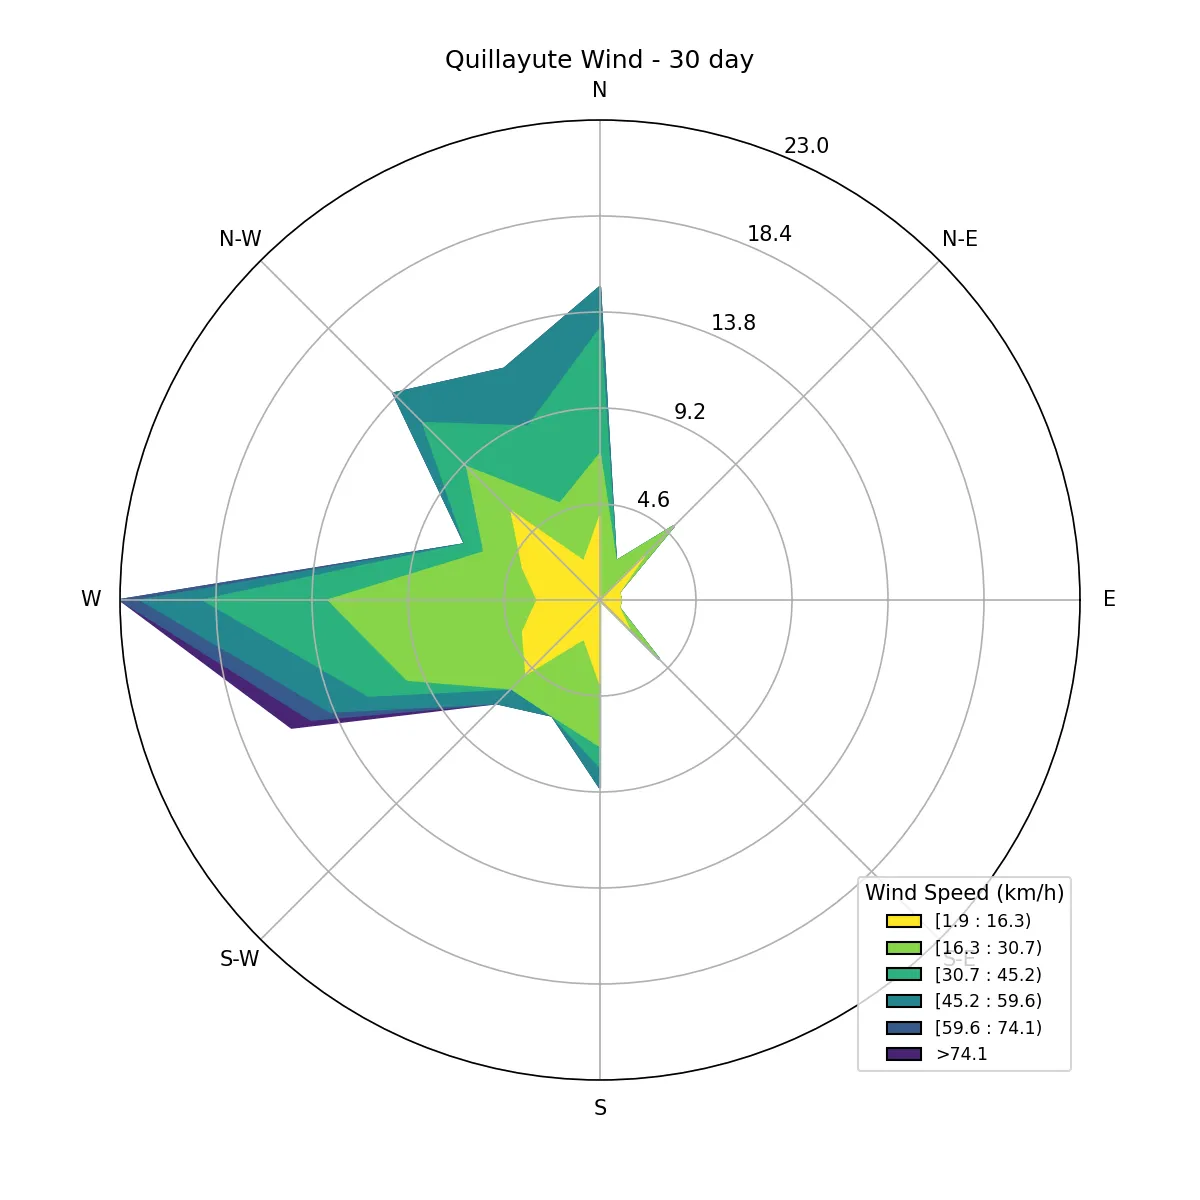 Quillayute Wind - 30 day
N
23.0
18.4
N-W
N-E
13.8
9.2
4.6
W
E
S-W
S-E
Wind Speed (km/h)
[1.9 : 16.3)
[16.3 : 30.7)
[30.7 : 45.2)
[45.2 : 59.6)
[59.6 : 74.1)
>74.1
S